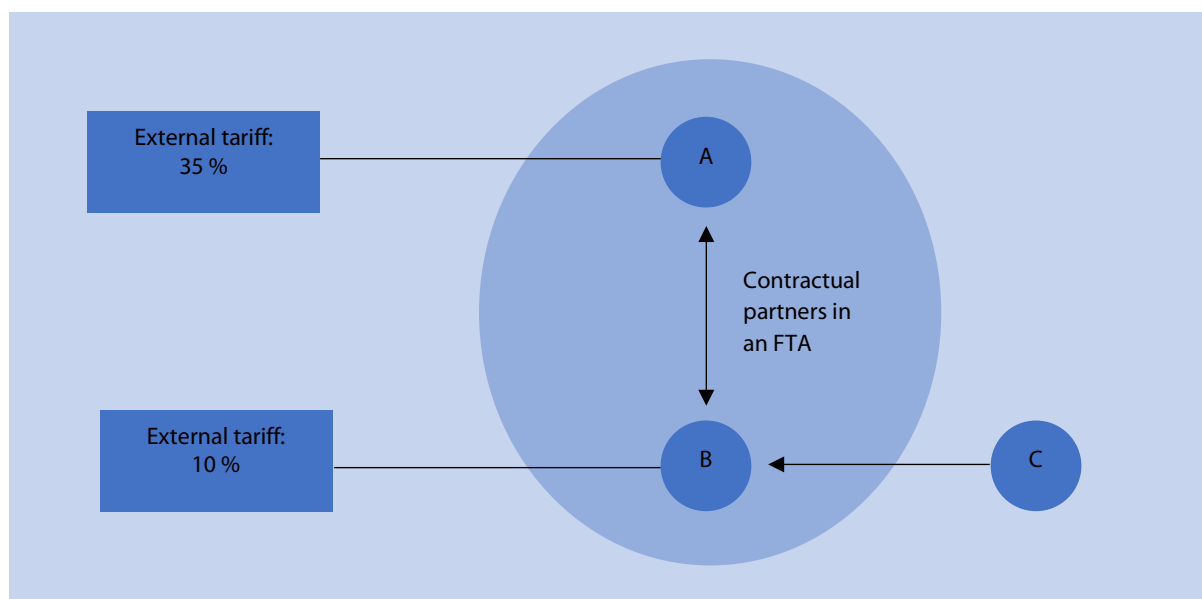 External tariff:
35 %
A
Contractual
partners in
an FTA
External tariff:
10 %
B
C